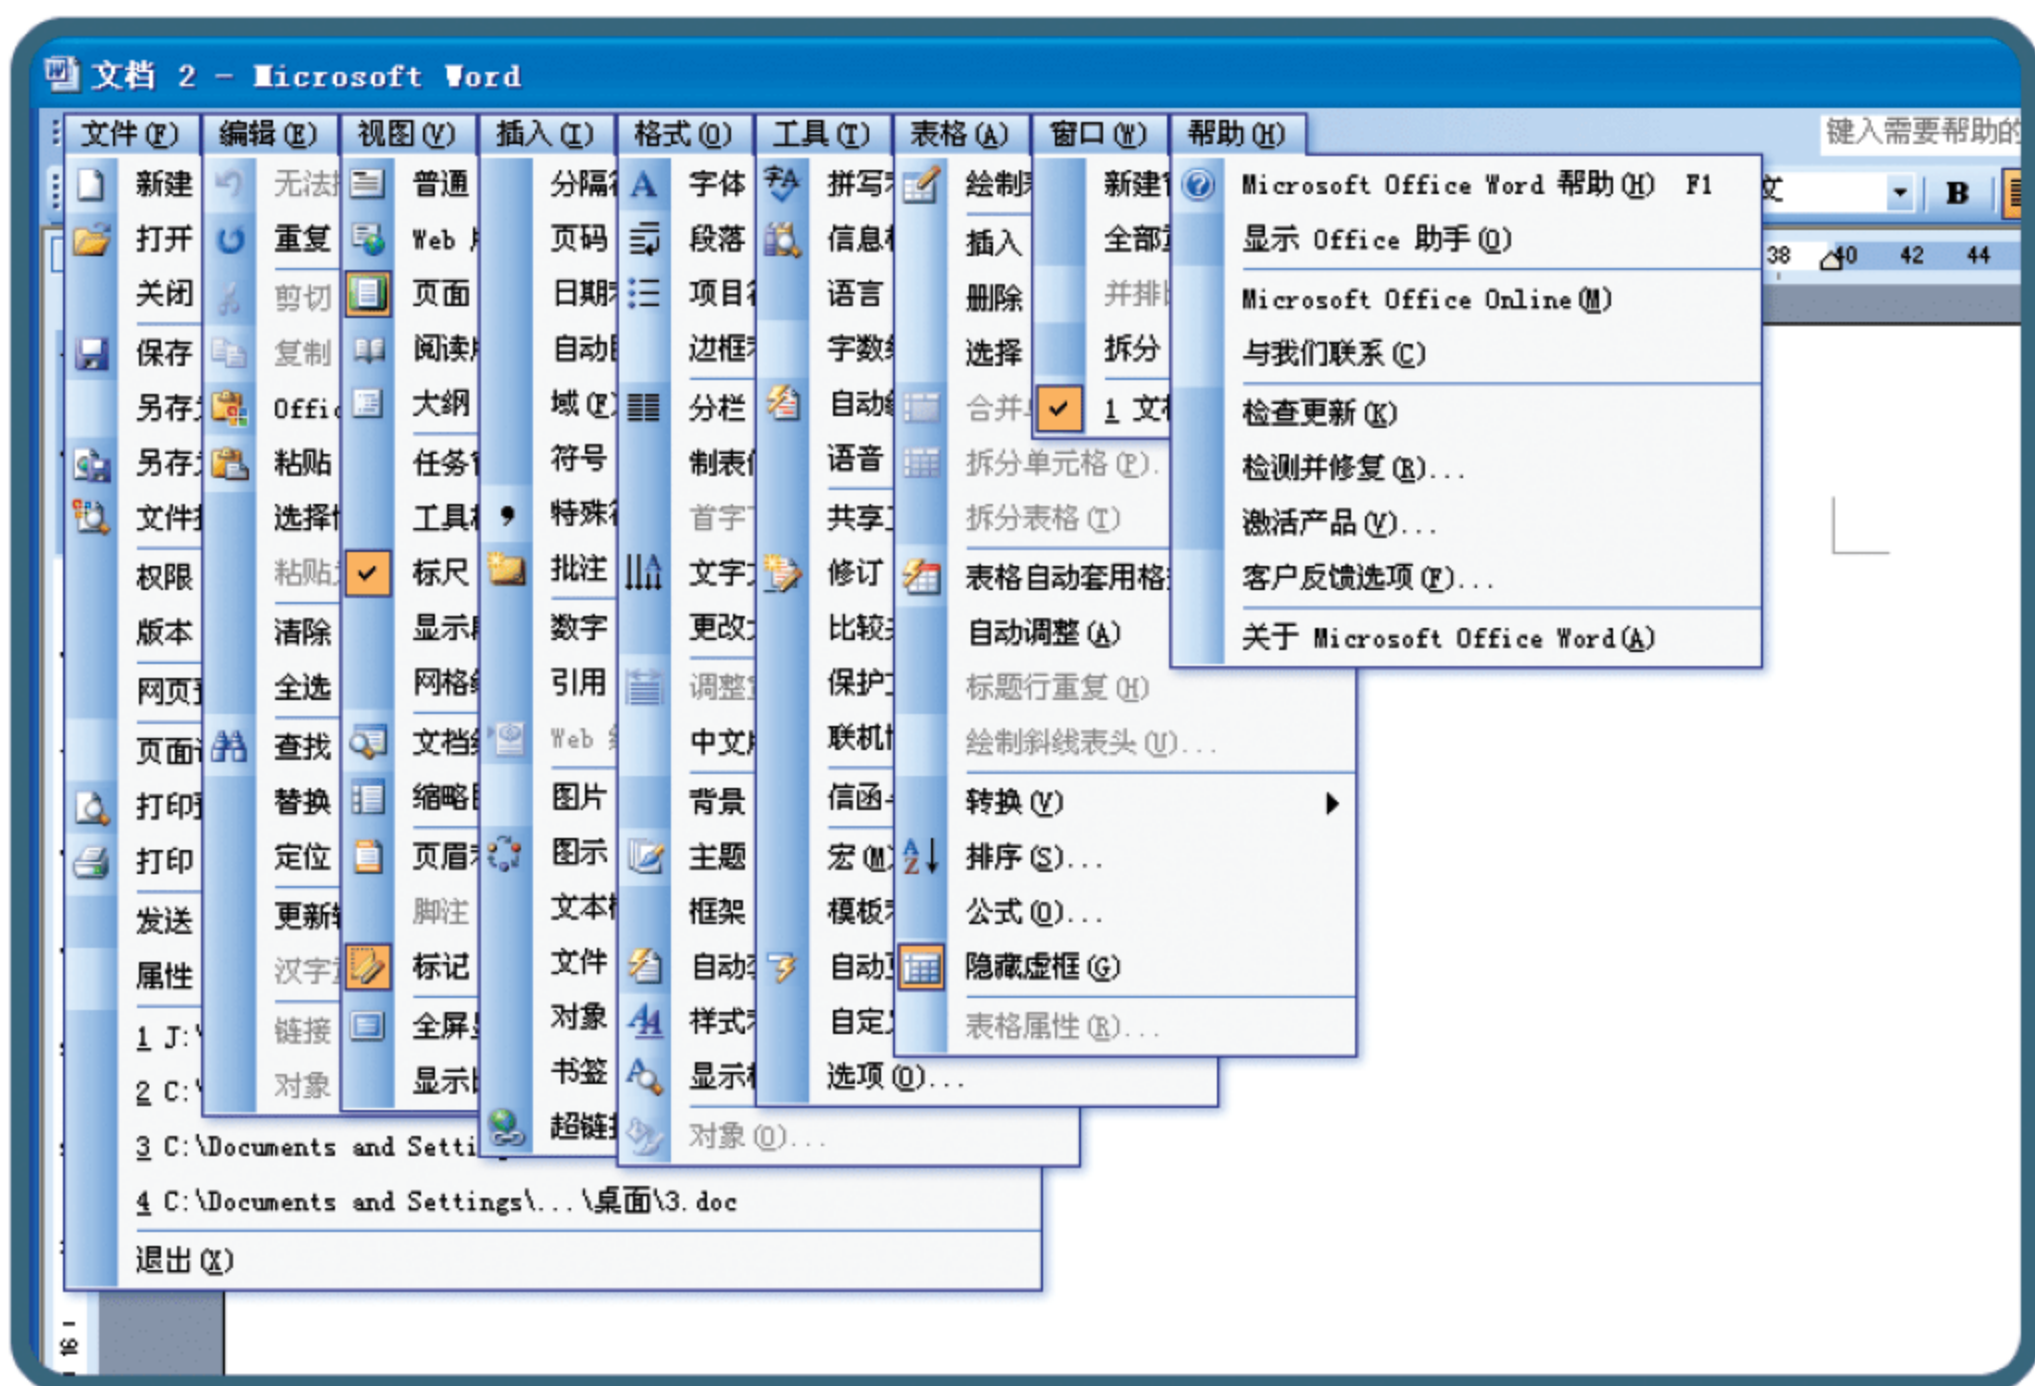 文档 2 - Microsoft Word
文件(F) 编辑(E) 视图(V) 插入(I) 格式(O) 工具(T) 表格(A) 窗口(W) 帮助(H)
键入需要帮助的
新建
打开
关闭
保存
另存
另存
文件
权限
版本
网页
页面
打印
打印
发送
属性
1 J:\
2 C:\
3 C:\Documents and Setti
4 C:\Documents and Settings\...\桌面\3.doc
退出(X)
无法
重复
剪切
复制
Offic
粘贴
选择
粘贴
清除
全选
查找
替换
定位
更新
汉字
链接
对象
普通
Web
页面
阅读
大纲
任务
工具
标尺
显示
网格
文档
缩略
页眉
脚注
标记
全屏
显示
分隔
页码
日期
自动
域(F)
符号
特殊
批注
数字
引用
Web
图片
图示
文本
文件
对象
书签
超链
字体
段落
项目
边框
分栏
制表
首字
文字
更改
调整
中文
背景
主题
框架
自动
样式
显示
对象(O)...
拼写
信息
语言
字数
自动
语音
共享
修订
比较
保护
联机
信函
宏(M)
模板
自动
自定
选项(O)...
绘制
插入
删除
选择
合并
拆分单元格(P)...
拆分表格(T)
表格自动套用格
自动调整(A)
标题行重复(H)
绘制斜线表头(U)...
转换(V)
排序(S)...
公式(O)...
隐藏虚框(G)
表格属性(R)...
新建
全部
并排
拆分
1 文
Microsoft Office Word 帮助(H) F1
显示 Office 助手(O)
Microsoft Office Online(M)
与我们联系(C)
检查更新(K)
检测并修复(R)...
激活产品(V)...
客户反馈选项(F)...
关于 Microsoft Office Word(A)
B
38 40 42 44
16